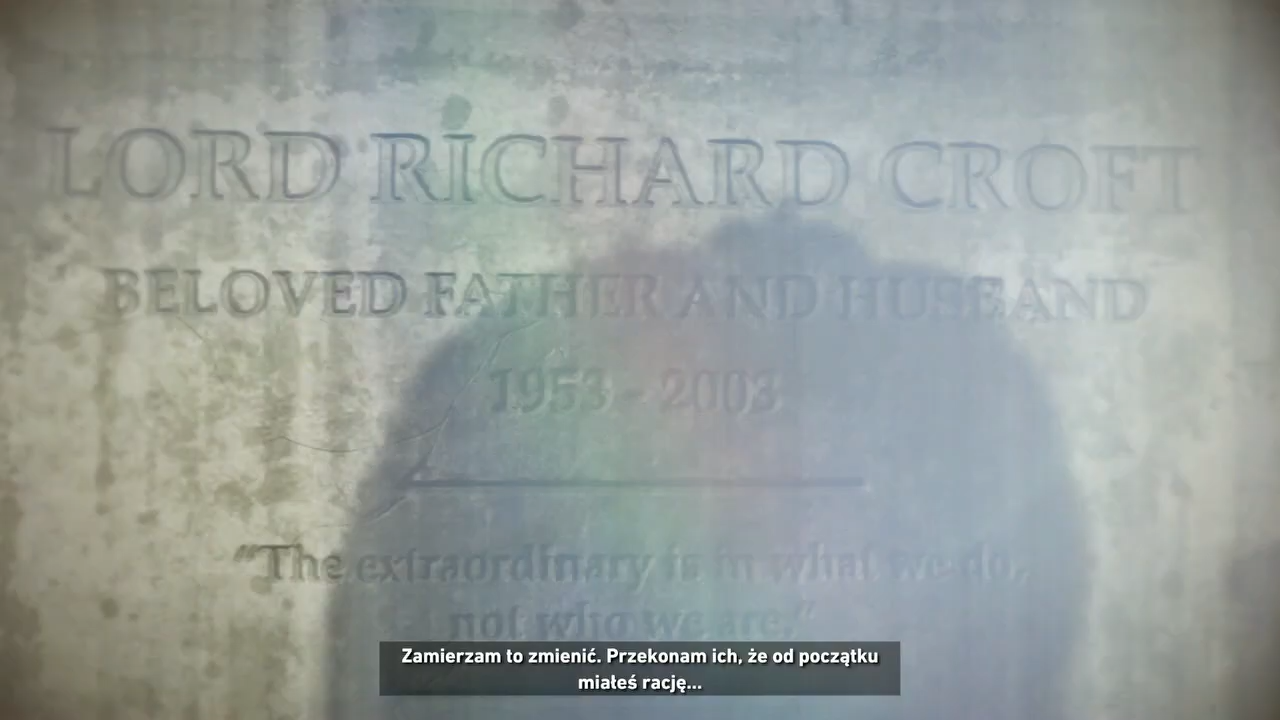 LORD RICHARD CROFT
BELOVED FATHER AND HUSBAND
1953 - 2003
"The extraordinary is in what we do,
not who we are."
Zamierzam to zmienić. Przekonam ich, że od początku
miałeś rację...